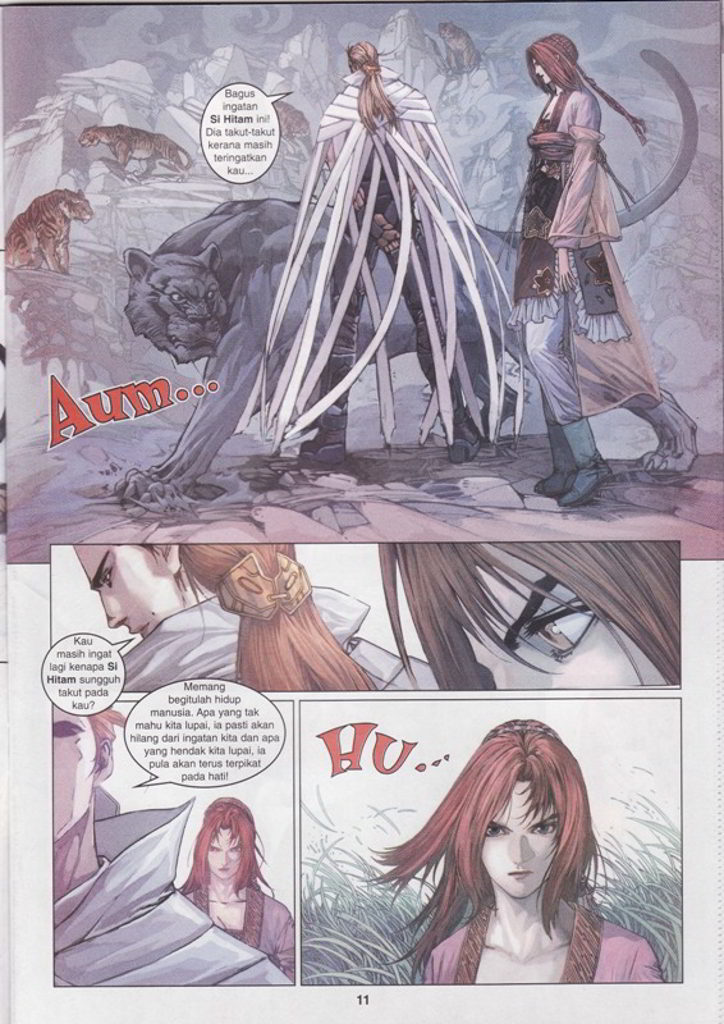 Bagus
ingatan
Si Hitam ini!
Dia takut-takut
kerana masih
teringatkan
kau...
Aum...
Kau
masih ingat
lagi kenapa Si
Hitam sungguh
takut pada
kau?
Memang
begitulah hidup
manusia. Apa yang tak
mahu kita lupai, ia pasti akan
hilang dari ingatan kita dan apa
yang hendak kita lupai, ia
pula akan terus terpikat
pada hati!
HU...
11